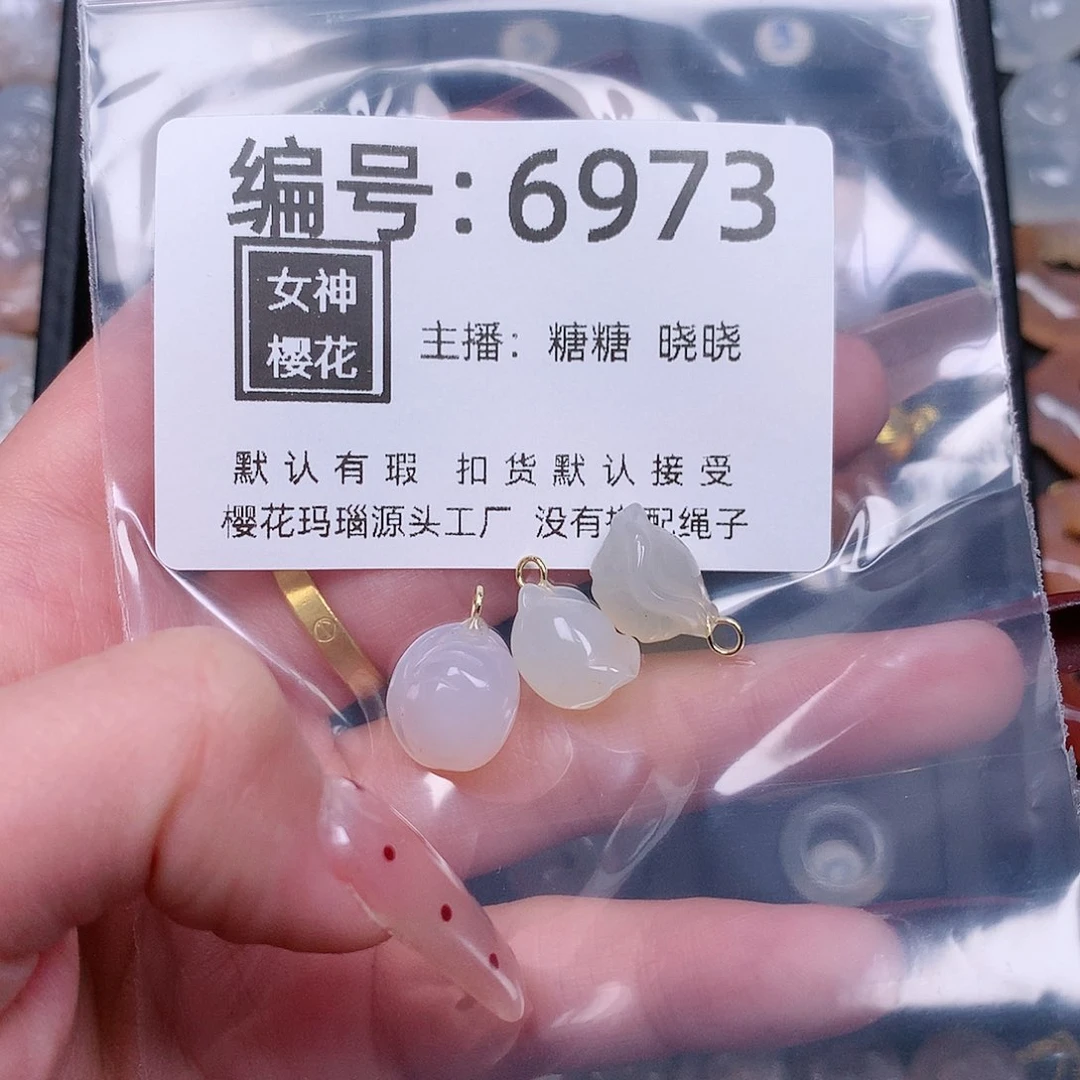 编号:6973
女神
樱花
主播：糖糖 晓晓
默认有瑕 扣货默认接受
樱花玛瑙源头工厂 没有 配绳子